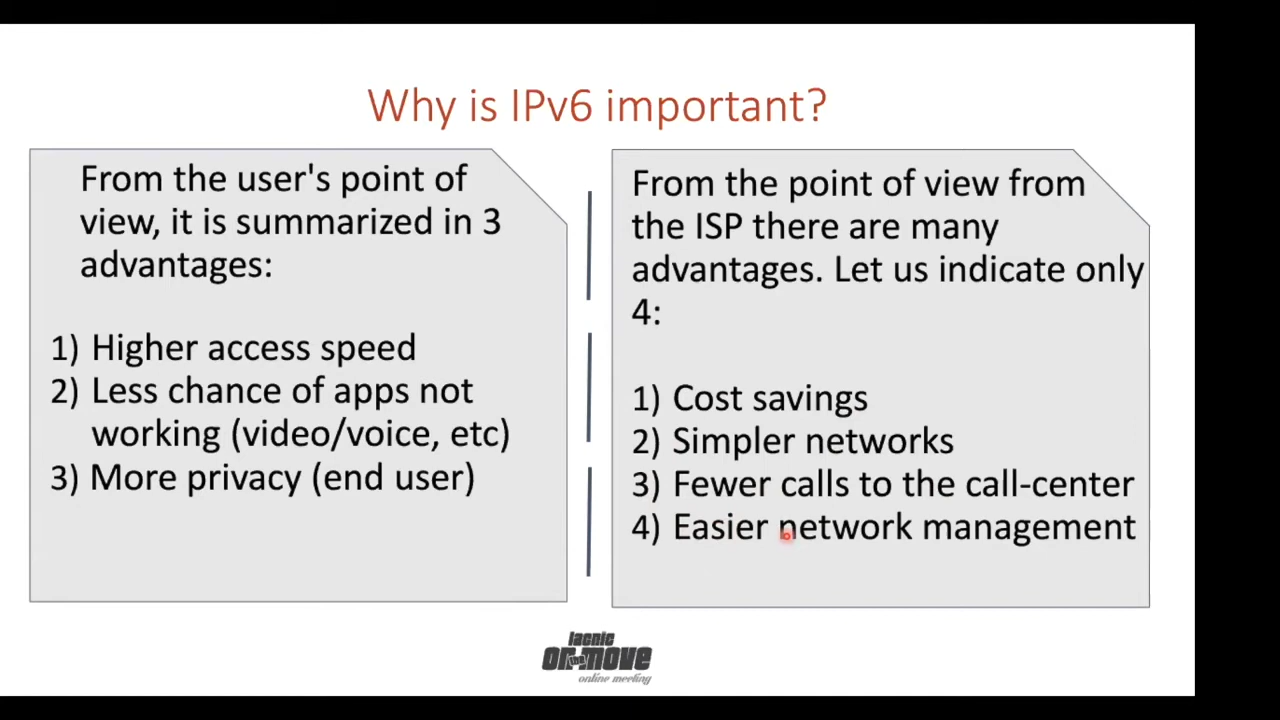 Why is IPv6 important?
From the user's point of
view, it is summarized in 3
advantages:
1) Higher access speed
2) Less chance of apps not
working (video/voice, etc)
3) More privacy (end user)
From the point of view from
the ISP there are many
advantages. Let us indicate only
4:
1) Cost savings
2) Simpler networks
3) Fewer calls to the call-center
4) Easier network management
lacnic
on the move
online meeting